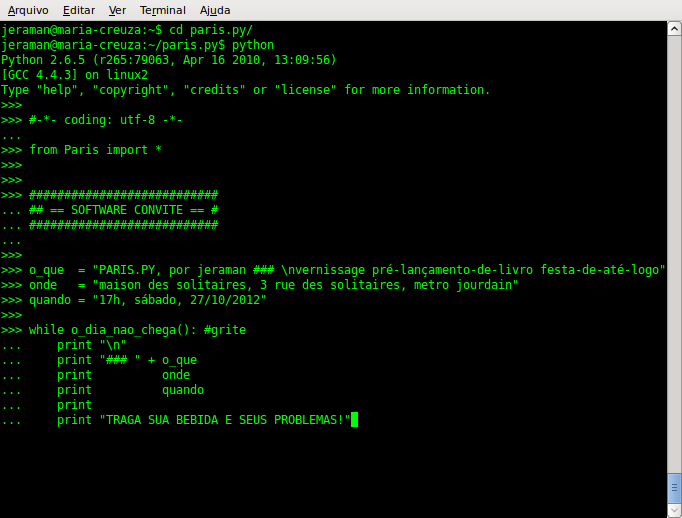 Arquivo Editar Ver Terminal Ajuda
jeraman@maria-creuza:~$ cd paris.py/
jeraman@maria-creuza:~/paris.py$ python
Python 2.6.5 (r265:79063, Apr 16 2010, 13:09:56)
[GCC 4.4.3] on linux2
Type "help", "copyright", "credits" or "license" for more information.
>>>
>>> #-*- coding: utf-8 -*-
...
>>> from Paris import *
>>>
>>>
>>> ###########################
... ## == SOFTWARE CONVITE == #
... ###########################
...
>>>
>>> o_que  = "PARIS.PY, por jeraman ### \nvernissage pré-lançamento-de-livro festa-de-até-logo"
>>> onde   = "maison des solitaires, 3 rue des solitaires, metro jourdain"
>>> quando = "17h, sábado, 27/10/2012"
>>>
>>> while o_dia_nao_chega(): #grite
...     print "\n"
...     print "### " + o_que
...     print          onde
...     print          quando
...     print
...     print "TRAGA SUA BEBIDA E SEUS PROBLEMAS!"